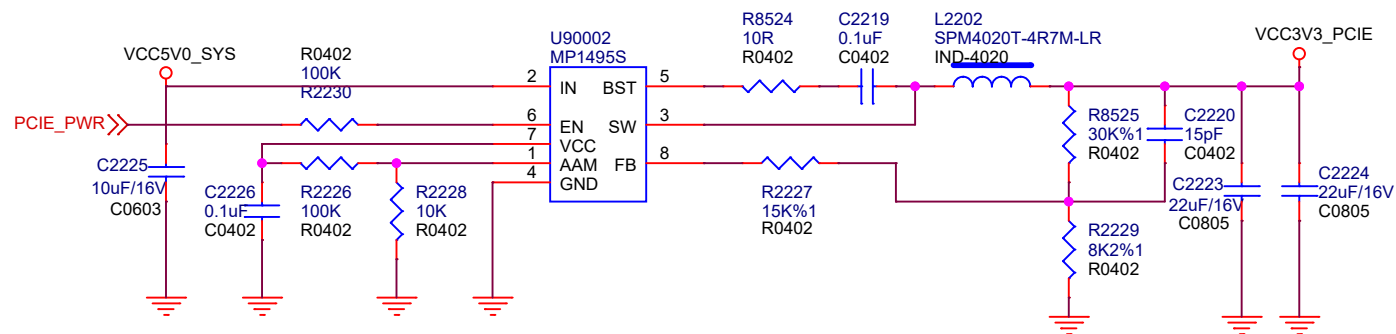 VCC5V0_SYS
R0402
100K
R2230
PCIE_PWR
C2225
10uF/16V
C0603
C2226
0.1uF
C0402
R2226
100K
R0402
R2228
10K
R0402
U90002
MP1495S
2 IN BST 5
6 EN SW 3
7 VCC
1 AAM FB 8
4 GND
R8524
10R
R0402
C2219
0.1uF
C0402
L2202
SPM4020T-4R7M-LR
IND-4020
R2227
15K%1
R0402
R8525
30K%1
R0402
C2220
15pF
C0402
R2229
8K2%1
R0402
C2223
22uF/16V
C0805
VCC3V3_PCIE
C2224
22uF/16V
C0805